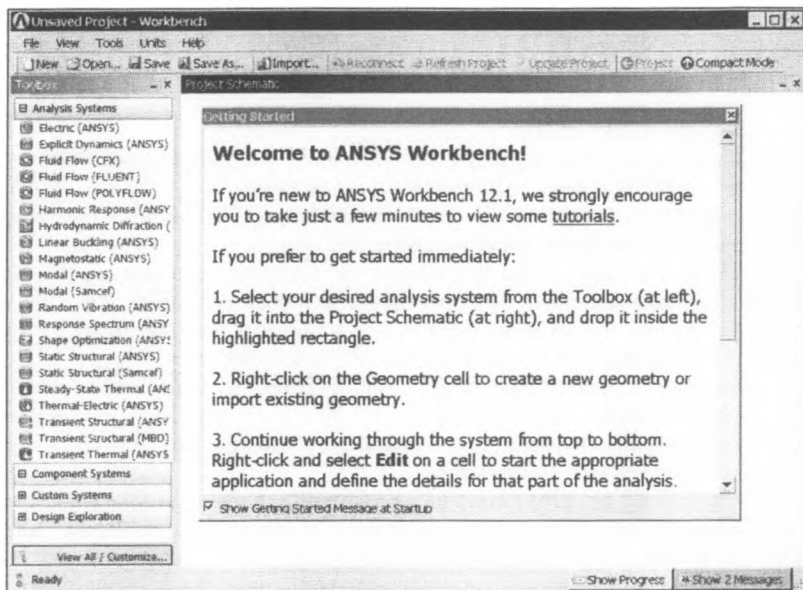 Unsaved Project - Workbench
File View Tools Units Help
New Open... Save Save As... Import... Reconnect Refresh Project Update Project Project Compact Mode
Toolbox
Project Schematic
Analysis Systems
Electric (ANSYS)
Explicit Dynamics (ANSYS)
Fluid Flow (CFX)
Fluid Flow (FLUENT)
Fluid Flow (POLYFLOW)
Harmonic Response (ANSY
Hydrodynamic Diffraction (
Linear Buckling (ANSYS)
Magnetostatic (ANSYS)
Modal (ANSYS)
Modal (Samcef)
Random Vibration (ANSYS)
Response Spectrum (ANSY
Shape Optimization (ANSYS
Static Structural (ANSYS)
Static Structural (Samcef)
Steady-State Thermal (ANS
Thermal-Electric (ANSYS)
Transient Structural (ANSY
Transient Structural (MBD)
Transient Thermal (ANSYS
Component Systems
Custom Systems
Design Exploration
View All / Customize...
Getting Started
Welcome to ANSYS Workbench!
If you're new to ANSYS Workbench 12.1, we strongly encourage
you to take just a few minutes to view some tutorials.
If you prefer to get started immediately:
1. Select your desired analysis system from the Toolbox (at left),
drag it into the Project Schematic (at right), and drop it inside the
highlighted rectangle.
2. Right-click on the Geometry cell to create a new geometry or
import existing geometry.
3. Continue working through the system from top to bottom.
Right-click and select Edit on a cell to start the appropriate
application and define the details for that part of the analysis.
Show Getting Started Message at Startup
Ready
Show Progress
Show 2 Messages